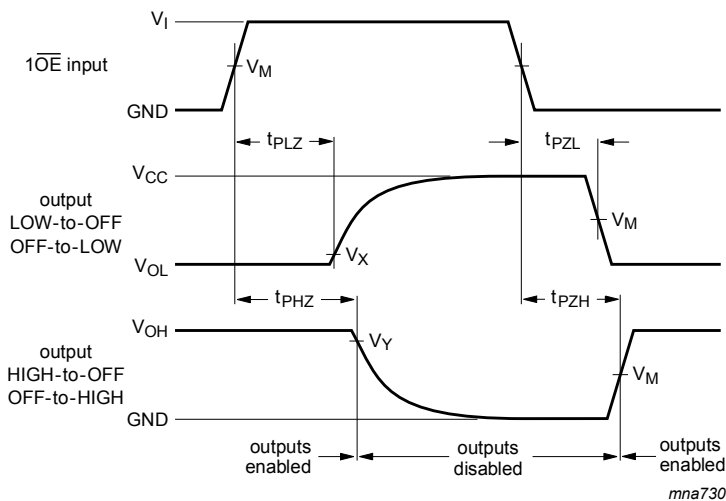 V_I
1O̅E̅ input
V_M
GND
t_PLZ
t_PZL
V_CC
output
LOW-to-OFF
OFF-to-LOW
V_M
V_X
V_OL
t_PHZ
t_PZH
V_OH
output
HIGH-to-OFF
OFF-to-HIGH
V_Y
V_M
GND
outputs
enabled
outputs
disabled
outputs
enabled
mna730